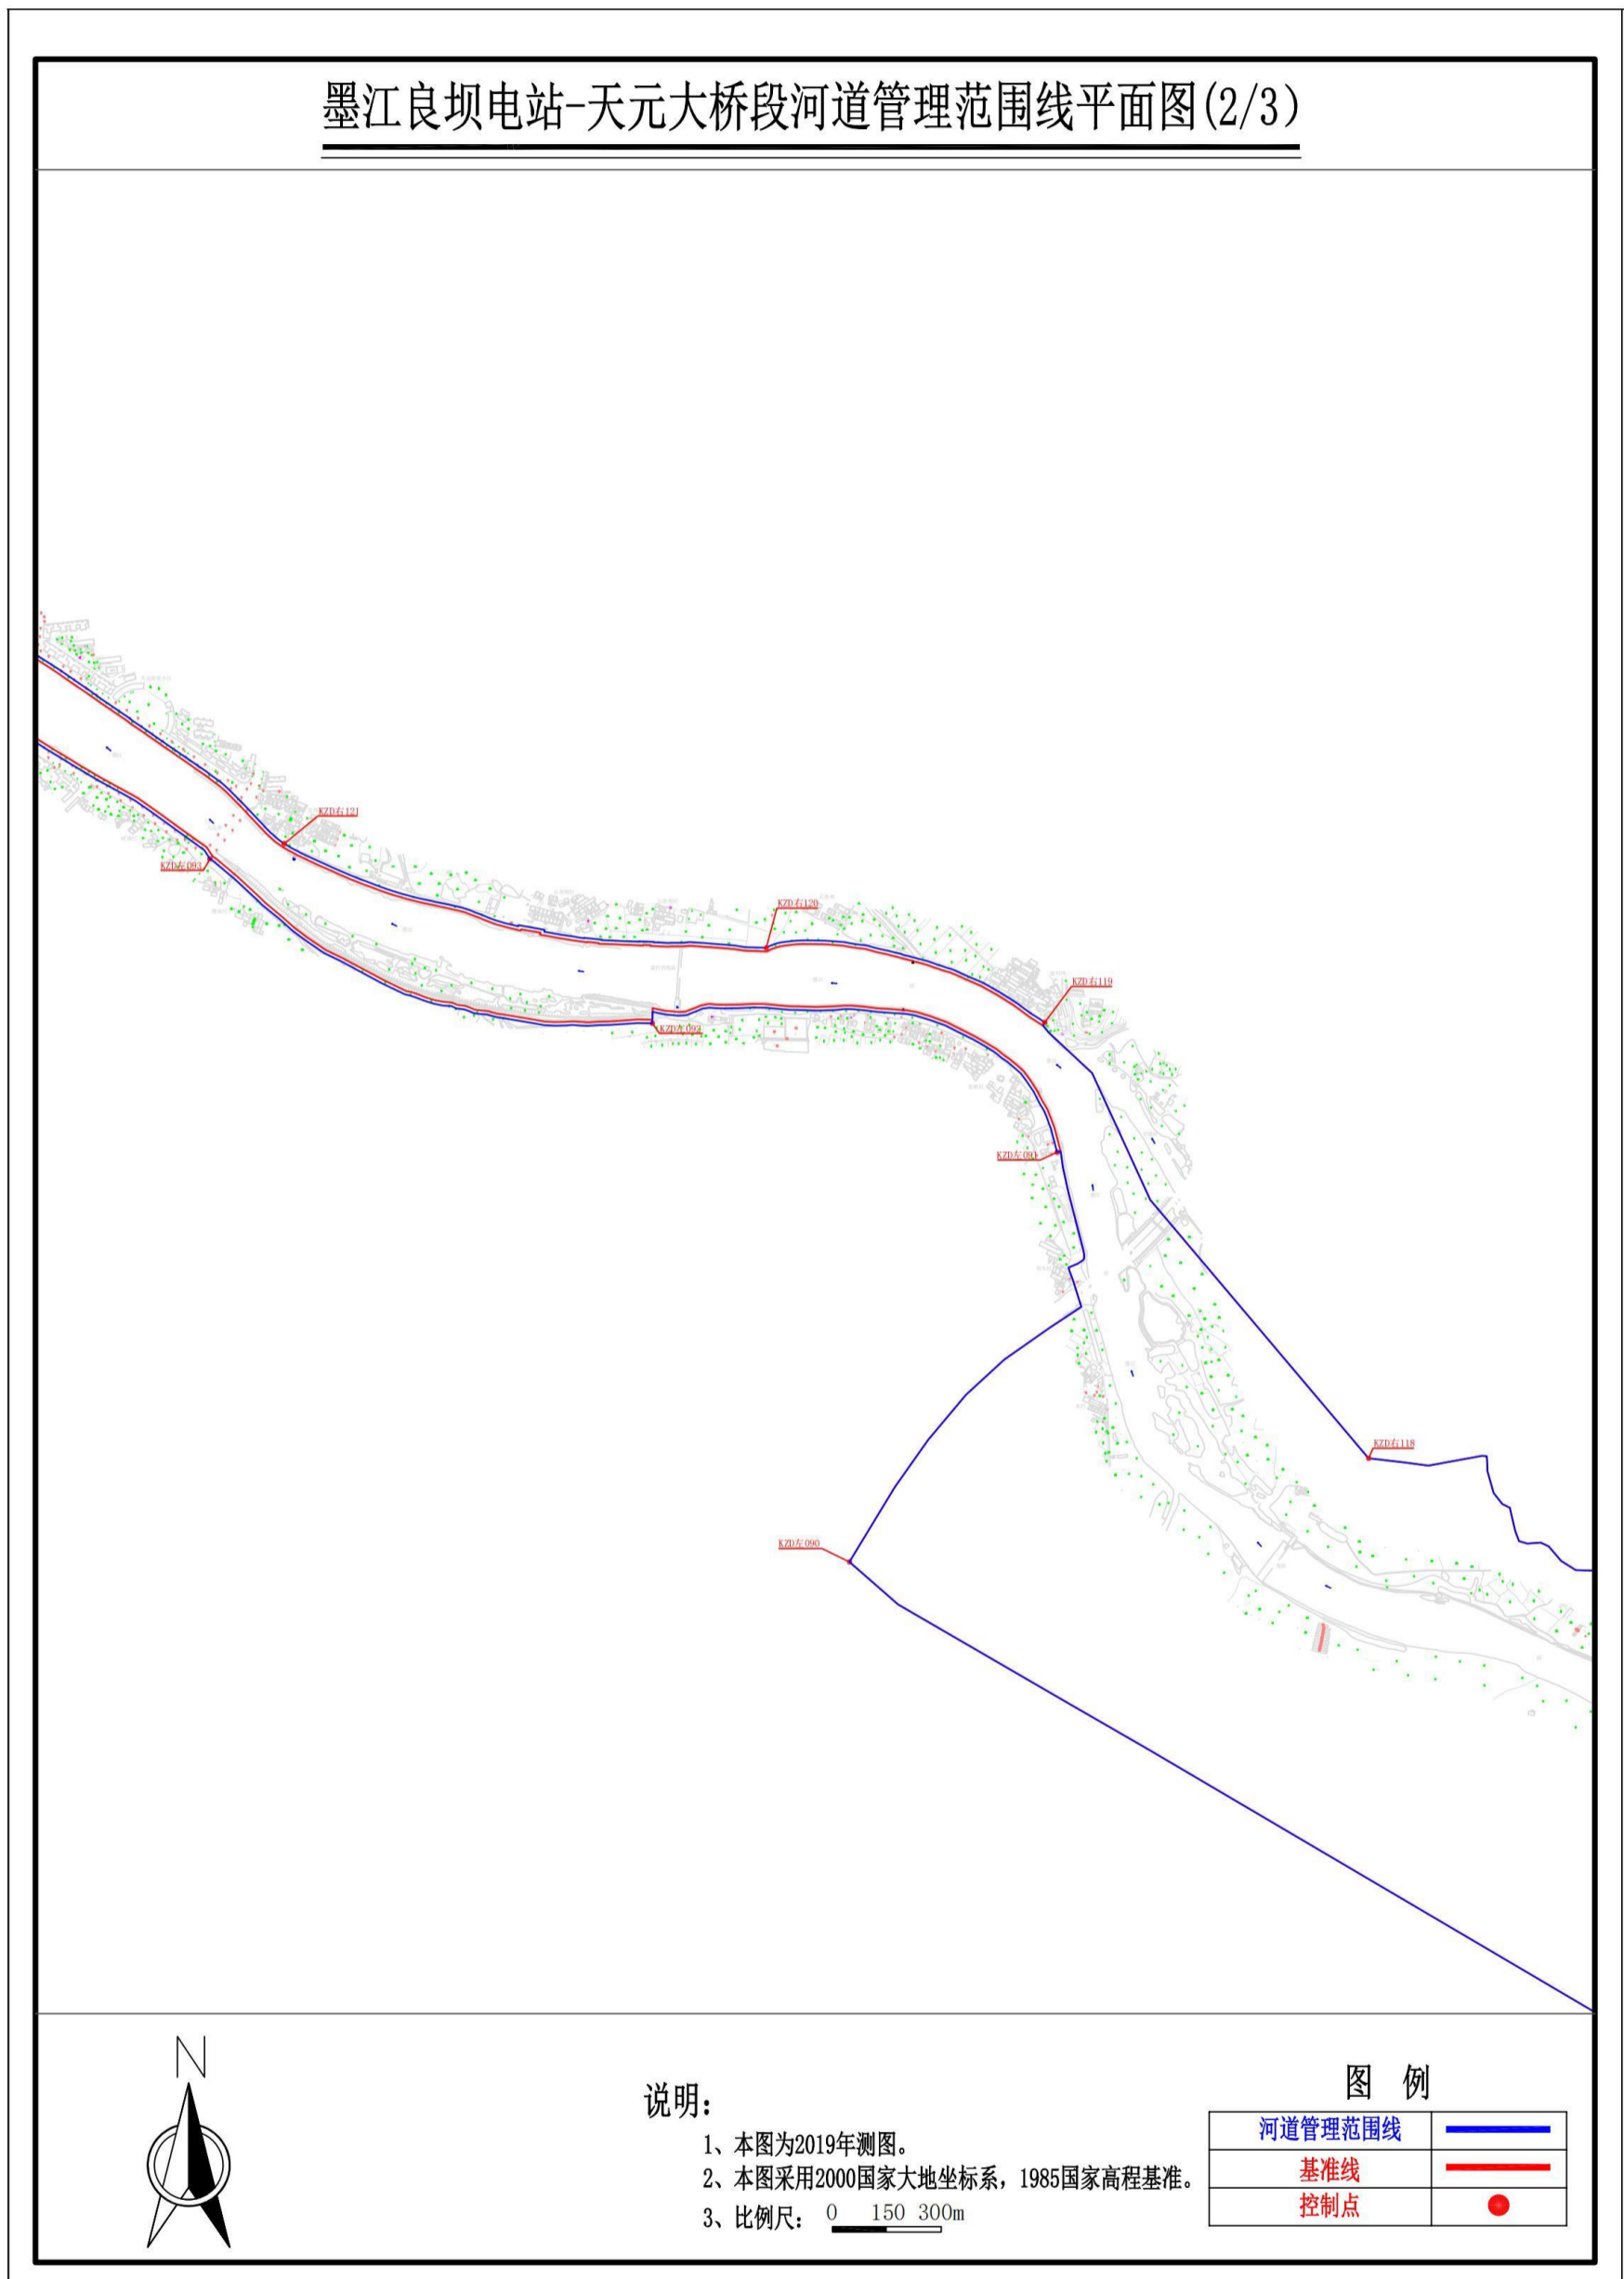 墨江良坝电站-天元大桥段河道管理范围线平面图(2/3)
KZD右121
KZD左093
KZD右120
KZD右119
KZD左092
KZD左091
KZD右118
KZD左090
N
说明：
1、本图为2019年测图。
2、本图采用2000国家大地坐标系，1985国家高程基准。
3、比例尺： 0 150 300m
图 例
河道管理范围线
基准线
控制点